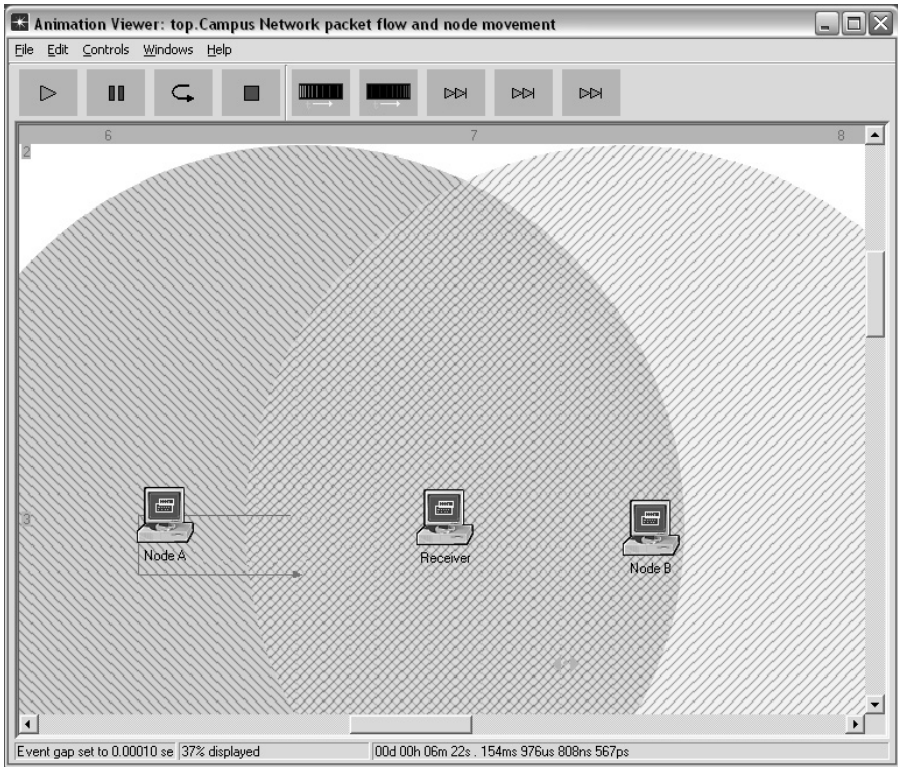 Animation Viewer: top.Campus Network packet flow and node movement
File Edit Controls Windows Help
6 7 8
2
3
Node A
Receiver
Node B
Event gap set to 0.00010 se 37% displayed 00d 00h 06m 22s . 154ms 976us 808ns 567ps